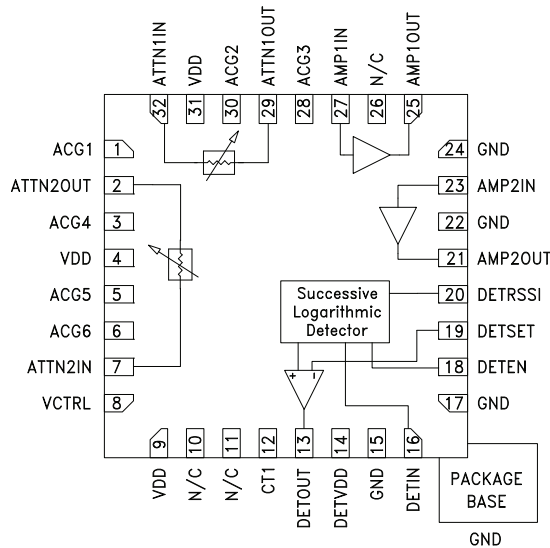 ATTN1IN
VDD
ACG2
ATTN1OUT
ACG3
AMP1IN
N/C
AMP1OUT
32
31
30
29
28
27
26
25
ACG1
1
ATTN2OUT
2
ACG4
3
VDD
4
ACG5
5
ACG6
6
ATTN2IN
7
VCTRL
8
24
GND
23
AMP2IN
22
GND
21
AMP2OUT
20
DETRSSI
19
DETSET
18
DETEN
17
GND
Successive
Logarithmic
Detector
+
-
9
10
11
12
13
14
15
16
VDD
N/C
N/C
CT1
DETOUT
DETVDD
GND
DETIN
PACKAGE
BASE
GND